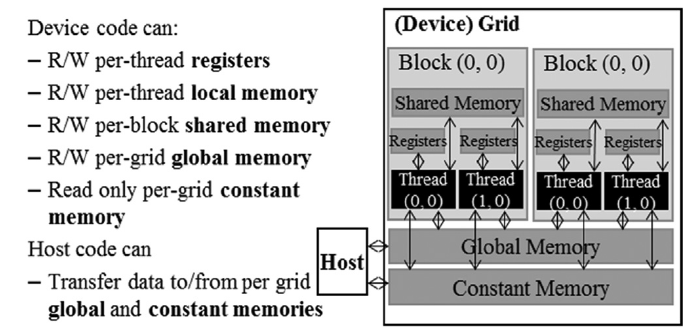 Device code can:
– R/W per-thread registers
– R/W per-thread local memory
– R/W per-block shared memory
– R/W per-grid global memory
– Read only per-grid constant
memory
Host code can
– Transfer data to/from per grid
global and constant memories
(Device) Grid
Block (0, 0)
Shared Memory
Registers
Registers
Thread
(0, 0)
Thread
(1, 0)
Block (0, 0)
Shared Memory
Registers
Registers
Thread
(0, 0)
Thread
(1, 0)
Host
Global Memory
Constant Memory